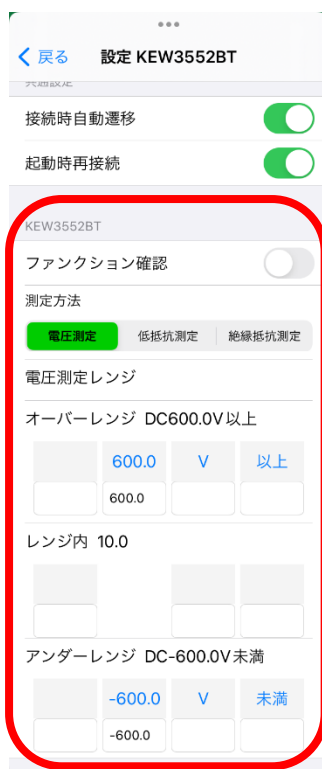 戻る 設定 KEW3552BT
共通設定
接続時自動遷移
起動時再接続
KEW3552BT
ファンクション確認
測定方法
電圧測定 低抵抗測定 絶縁抵抗測定
電圧測定レンジ
オーバーレンジ DC600.0V以上
600.0 V 以上
600.0
レンジ内 10.0
アンダーレンジ DC-600.0V未満
-600.0 V 未満
-600.0